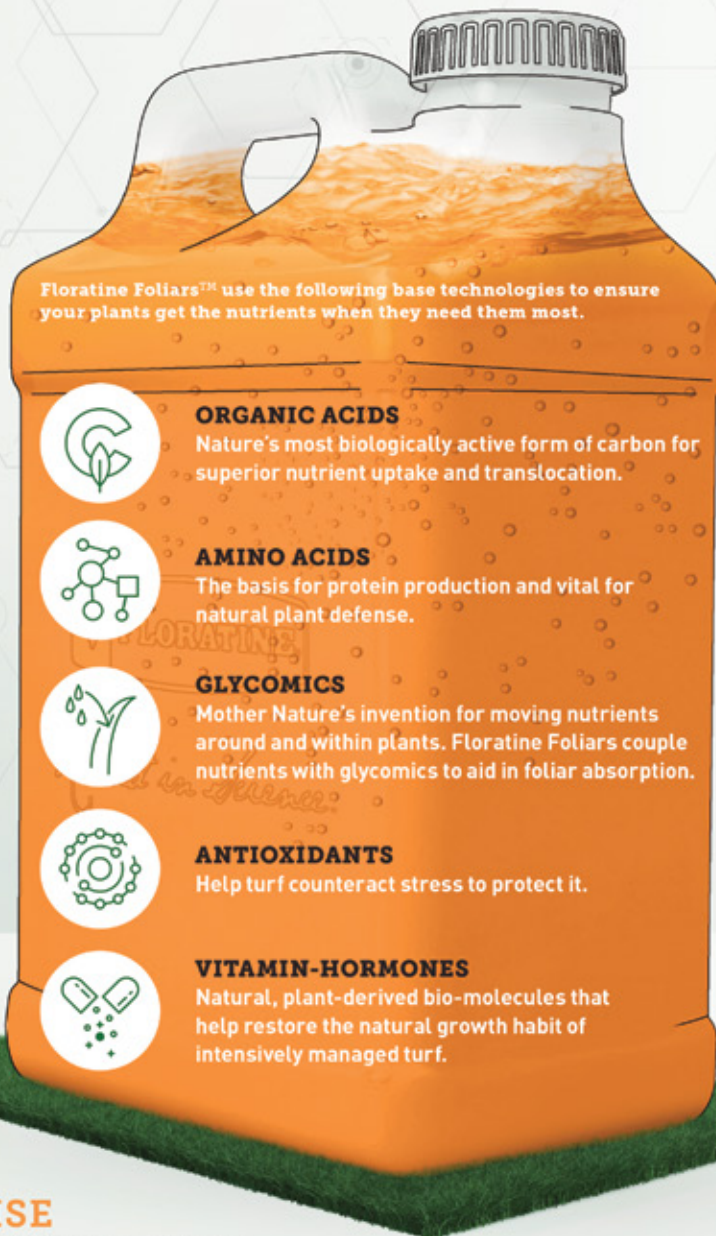 Floratine Foliars™ use the following base technologies to ensure
your plants get the nutrients when they need them most.
ORGANIC ACIDS
Nature's most biologically active form of carbon for
superior nutrient uptake and translocation.
AMINO ACIDS
The basis for protein production and vital for
natural plant defense.
FLORATINE
GLYCOMICS
Mother Nature's invention for moving nutrients
around and within plants. Floratine Foliars couple
nutrients with glycomics to aid in foliar absorption.
in
ANTIOXIDANTS
Help turf counteract stress to protect it.
VITAMIN-HORMONES
Natural, plant-derived bio-molecules that
help restore the natural growth habit of
intensively managed turf.
ISE